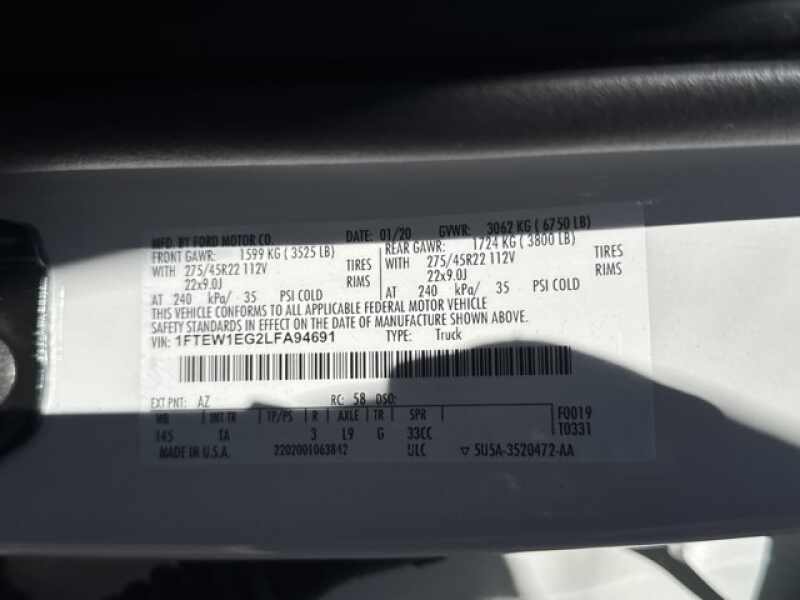 MFD. BY FORD MOTOR CO. DATE: 01/20 GVWR: 3062 KG ( 6750 LB)
FRONT GAWR: 1599 KG ( 3525 LB) REAR GAWR: 1724 KG ( 3800 LB)
WITH 275/45R22 112V TIRES WITH 275/45R22 112V TIRES
22x9.0J RIMS 22x9.0J RIMS
AT 240 kPa/ 35 PSI COLD AT 240 kPa/ 35 PSI COLD
THIS VEHICLE CONFORMS TO ALL APPLICABLE FEDERAL MOTOR VEHICLE
SAFETY STANDARDS IN EFFECT ON THE DATE OF MANUFACTURE SHOWN ABOVE.
VIN: 1FTEW1EG2LFA94691 TYPE: Truck
EXT PNT: AZ RC: 58 DSO:
WB INT TR TP/PS R AXLE TR SPR F0019
145 TA 3 L9 G 33CC T0331
MADE IN U.S.A. 2202001063842 ULC ▽ 5U5A-3520472-AA